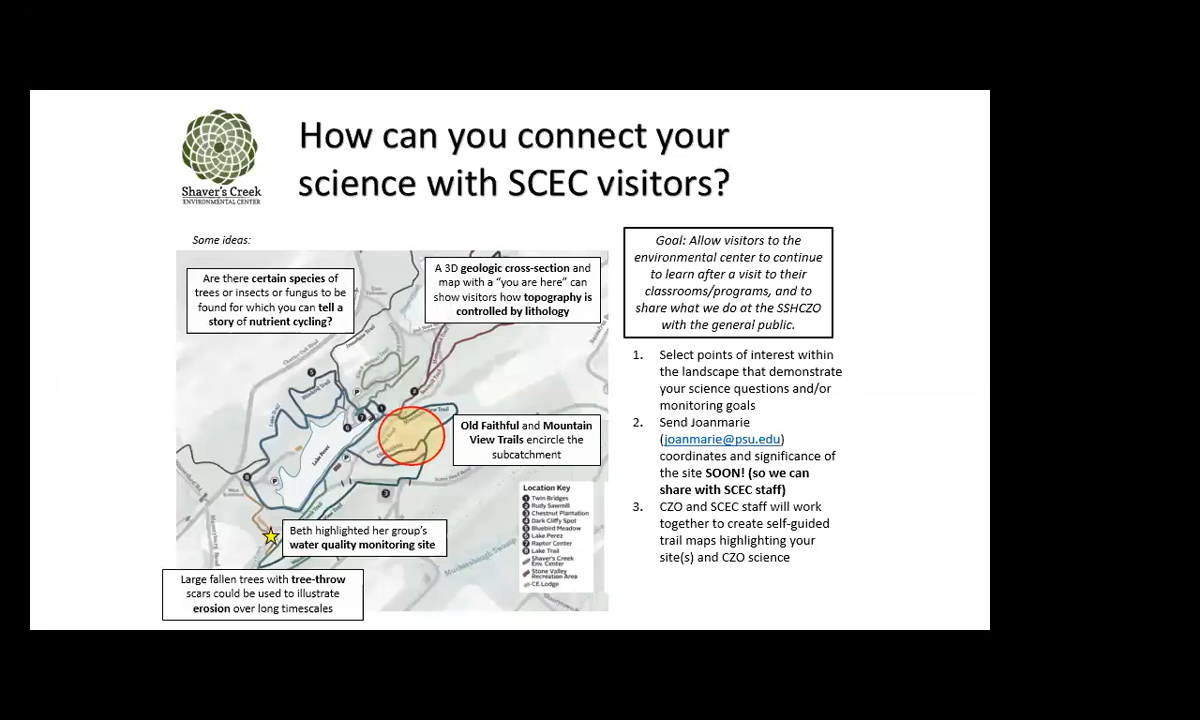 How can you connect your
science with SCEC visitors?
Shaver's Creek
ENVIRONMENTAL CENTER
Some ideas:
Are there certain species of
trees or insects or fungus to be
found for which you can tell a
story of nutrient cycling?
A 3D geologic cross-section and
map with a “you are here” can
show visitors how topography is
controlled by lithology
Old Faithful and Mountain
View Trails encircle the
subcatchment
Lake Trail
Lake Perez
Location Key
1 Twin Bridges
2 Rudy Sawmill
3 Chestnut Plantation
4 Dark Cliffy Spot
5 Bluebird Meadow
6 Lake Perez
7 Raptor Center
8 Lake Trail
Shaver's Creek
Env. Center
Stone Valley
Recreation Area
CE Lodge
Beth highlighted her group's
water quality monitoring site
Large fallen trees with tree-throw
scars could be used to illustrate
erosion over long timescales
Goal: Allow visitors to the
environmental center to continue
to learn after a visit to their
classrooms/programs, and to
share what we do at the SSHCZO
with the general public.
1. Select points of interest within
the landscape that demonstrate
your science questions and/or
monitoring goals
2. Send Joanmarie
(joanmarie@psu.edu)
coordinates and significance of
the site SOON! (so we can
share with SCEC staff)
3. CZO and SCEC staff will work
together to create self-guided
trail maps highlighting your
site(s) and CZO science